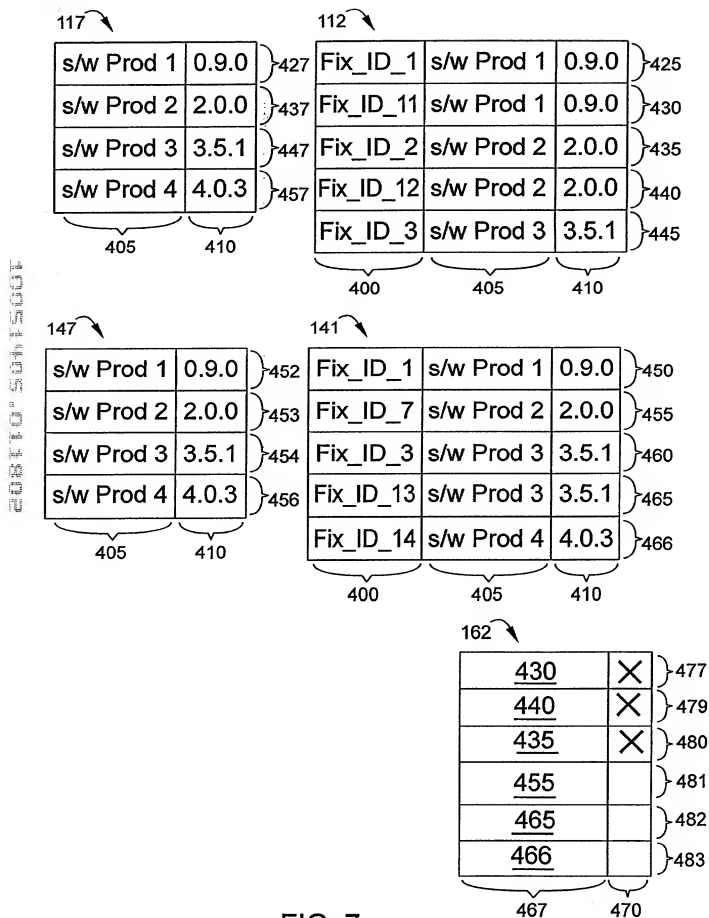 117
s/w Prod 1 0.9.0 427
s/w Prod 2 2.0.0 437
s/w Prod 3 3.5.1 447
s/w Prod 4 4.0.3 457
405 410
112
Fix_ID_1 s/w Prod 1 0.9.0 425
Fix_ID_11 s/w Prod 1 0.9.0 430
Fix_ID_2 s/w Prod 2 2.0.0 435
Fix_ID_12 s/w Prod 2 2.0.0 440
Fix_ID_3 s/w Prod 3 3.5.1 445
400 405 410
147
s/w Prod 1 0.9.0 452
s/w Prod 2 2.0.0 453
s/w Prod 3 3.5.1 454
s/w Prod 4 4.0.3 456
405 410
141
Fix_ID_1 s/w Prod 1 0.9.0 450
Fix_ID_7 s/w Prod 2 2.0.0 455
Fix_ID_3 s/w Prod 3 3.5.1 460
Fix_ID_13 s/w Prod 3 3.5.1 465
Fix_ID_14 s/w Prod 4 4.0.3 466
400 405 410
162
430 X 477
440 X 479
435 X 480
455 481
465 482
466 483
467 470